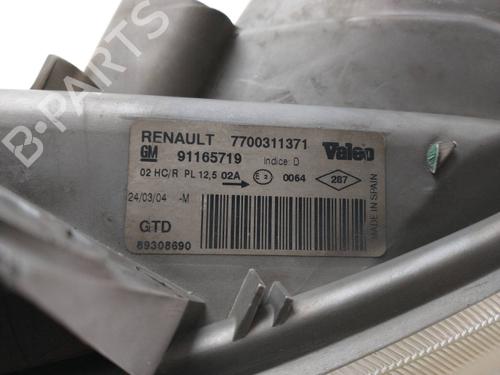 B-PARTS
RENAULT 7700311371
GM 91165719 Indice: D Valeo
02 HC/R PL 12,5 02A 0064 287
24/03/04 -M
GTD
89308690
MADE IN SPAIN